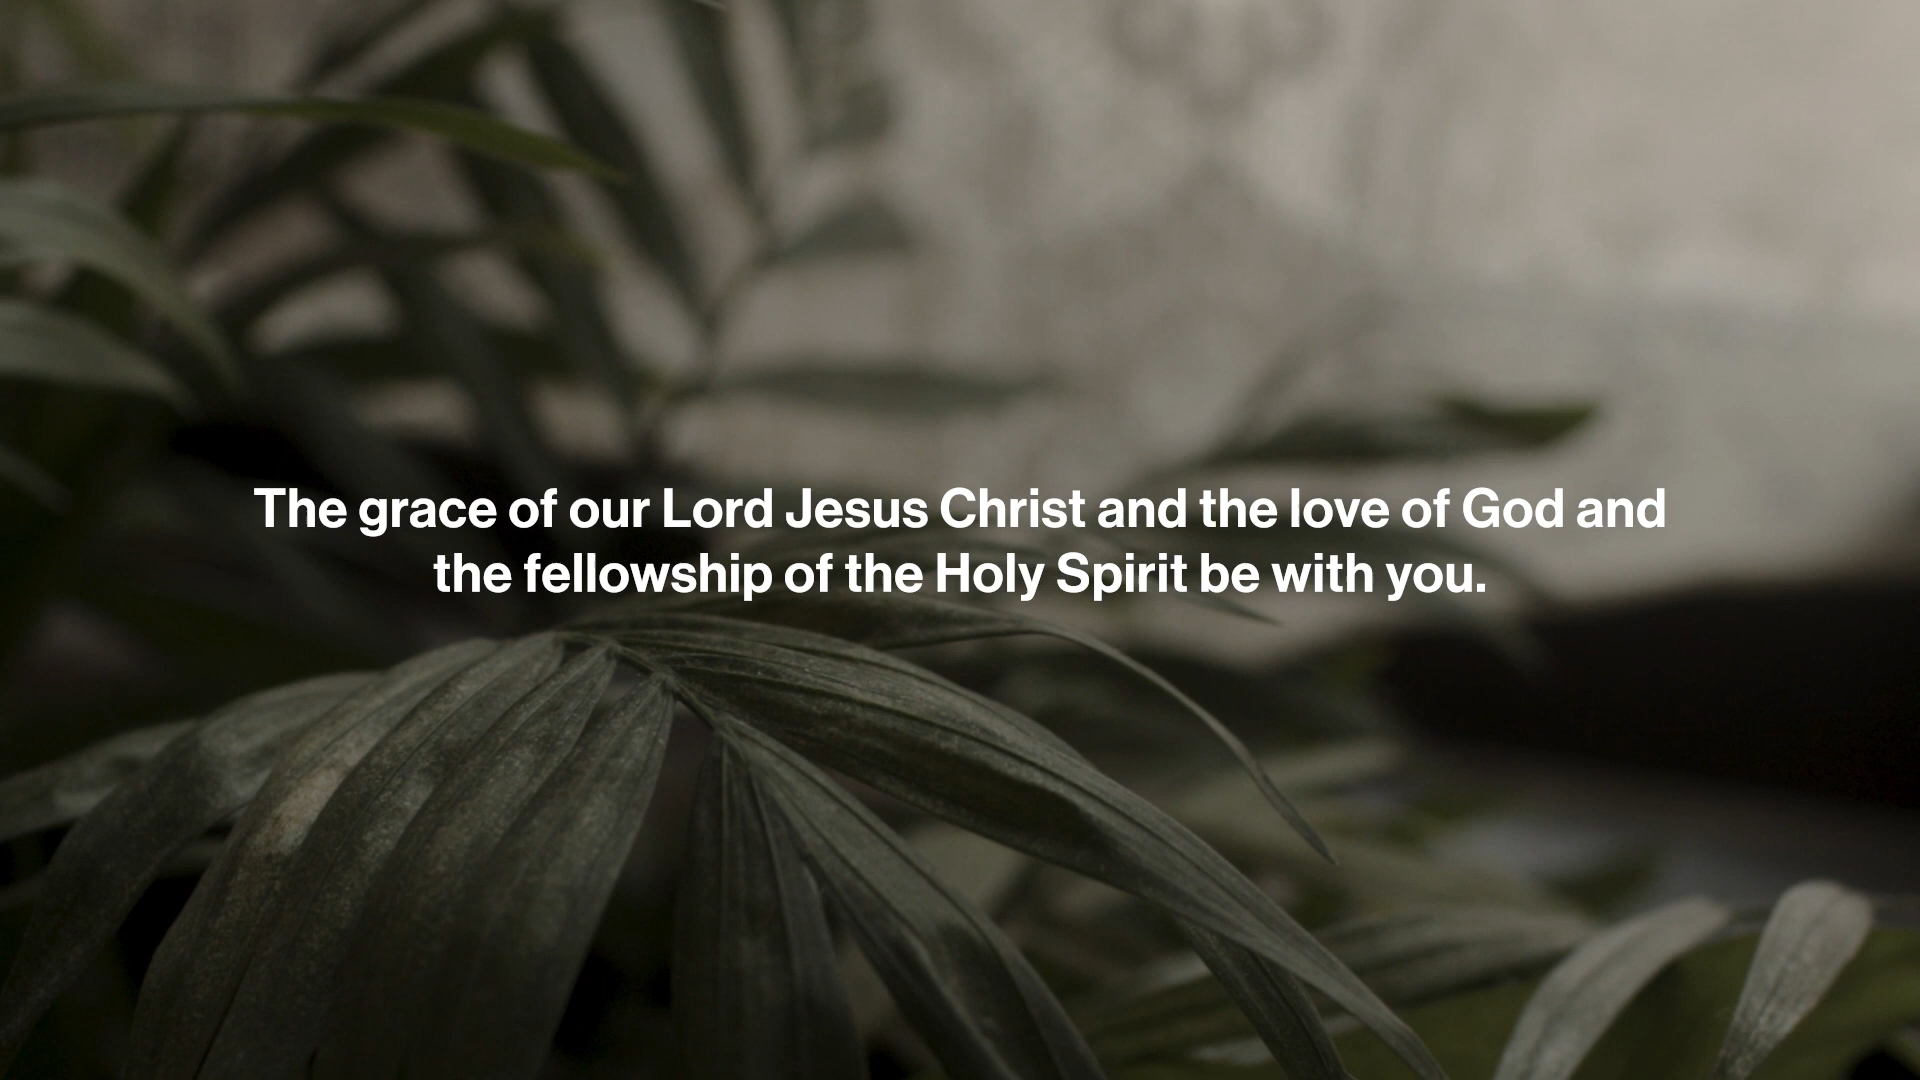 The grace of our Lord Jesus Christ and the love of God and
the fellowship of the Holy Spirit be with you.